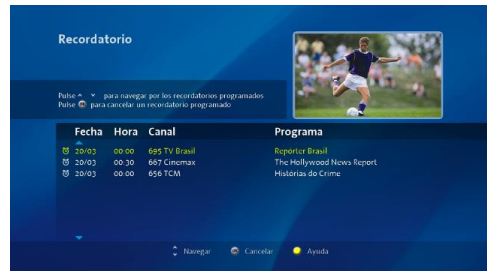 Recordatorio
Pulse para navegar por los recordatorios programados
Pulse para cancelar un recordatorio programado
Fecha Hora Canal Programa
20/03 00:00 695 TV Brasil Repórter Brasil
20/03 00:30 667 Cinemax The Hollywood News Report
20/03 00:00 656 TCM Histórias do Crime
Navegar Cancelar Ayuda